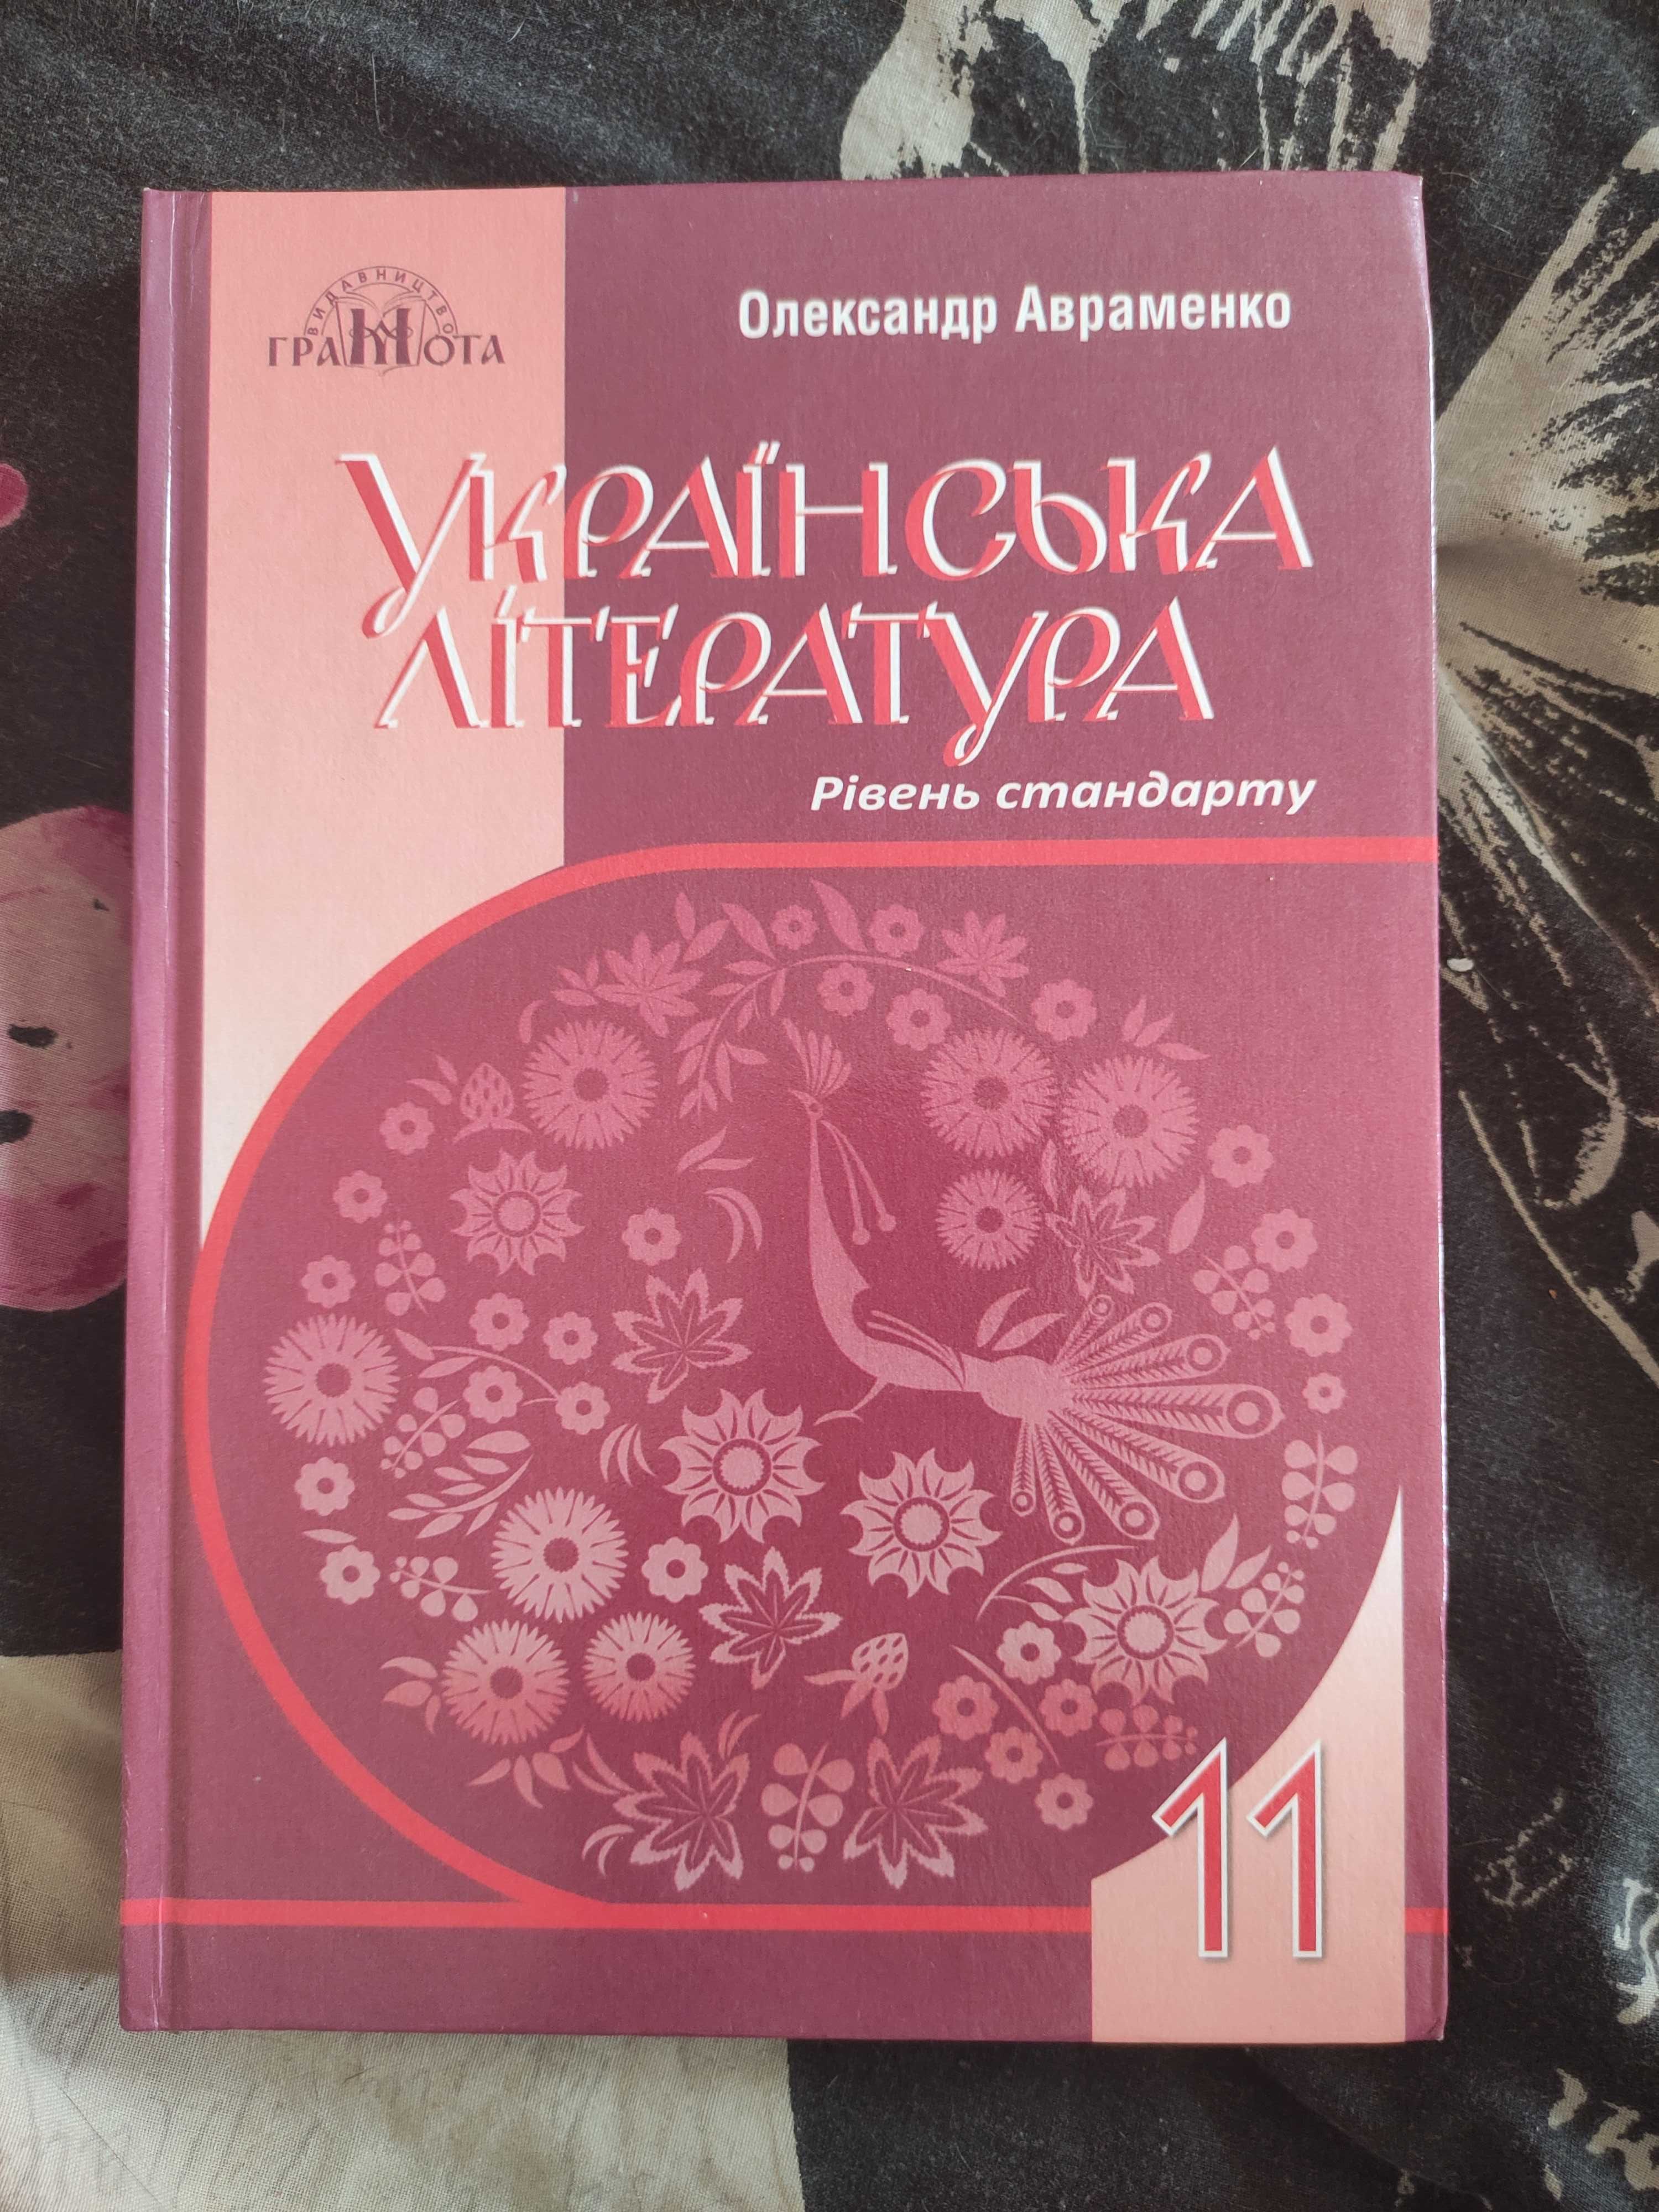 ВИДАВНИЦТВО
ГРАМОТА
Олександр Авраменко
УКРАЇНСЬКА
ЛІТЕРАТУРА
Рівень стандарту
11